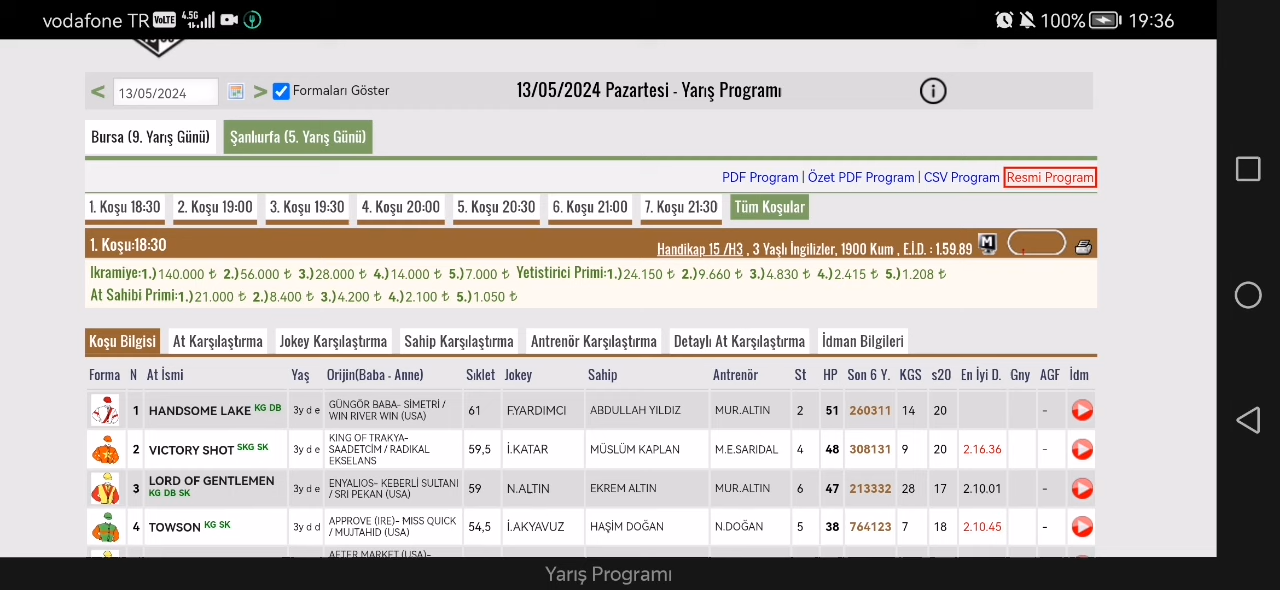 vodafone TR VoLTE 4.5G 100% 19:36
13/05/2024 Formaları Göster 13/05/2024 Pazartesi - Yarış Programı
Bursa (9. Yarış Günü) Şanlıurfa (5. Yarış Günü)
PDF Program | Özet PDF Program | CSV Program Resmi Program
1. Koşu 18:30 2. Koşu 19:00 3. Koşu 19:30 4. Koşu 20:00 5. Koşu 20:30 6. Koşu 21:00 7. Koşu 21:30 Tüm Koşular
1. Koşu:18:30 Handikap 15 /H3 , 3 Yaşlı İngilizler, 1900 Kum , E.İ.D. : 1.59.89 M
Ikramiye:1.)140.000 ₺ 2.)56.000 ₺ 3.)28.000 ₺ 4.)14.000 ₺ 5.)7.000 ₺ Yetistirici Primi:1.)24.150 ₺ 2.)9.660 ₺ 3.)4.830 ₺ 4.)2.415 ₺ 5.)1.208 ₺
At Sahibi Primi:1.)21.000 ₺ 2.)8.400 ₺ 3.)4.200 ₺ 4.)2.100 ₺ 5.)1.050 ₺
Koşu Bilgisi At Karşılaştırma Jokey Karşılaştırma Sahip Karşılaştırma Antrenör Karşılaştırma Detaylı At Karşılaştırma İdman Bilgileri
Forma N At İsmi Yaş Orijin(Baba - Anne) Sıklet Jokey Sahip Antrenör St HP Son 6 Y. KGS s20 En İyi D. Gny AGF İdm
1 HANDSOME LAKE KG DB 3y d e GÜNGÖR BABA- SİMETRİ / 61 F.YARDIMCI ABDULLAH YILDIZ MUR.ALTIN 2 51 260311 14 20 -
WIN RIVER WIN (USA)
KING OF TRAKYA-
2 VICTORY SHOT SKG SK 3y d e SAADETCİM / RADIKAL 59,5 İ.KATAR MÜSLÜM KAPLAN M.E.SARIDAL 4 48 308131 9 20 2.16.36 -
EKSELANS
3 LORD OF GENTLEMEN 3y d e ENYALIOS- KEBERLİ SULTANI 59 N.ALTIN EKREM ALTIN MUR.ALTIN 6 47 213332 28 17 2.10.01 -
KG DB SK / SRI PEKAN (USA)
4 TOWSON KG SK 3y d d APPROVE (IRE)- MISS QUICK 54,5 İ.AKYAVUZ HAŞİM DOĞAN N.DOĞAN 5 38 764123 7 18 2.10.45 -
/ MUJTAHID (USA)
AFTER MARKET (USA)-
Yarış Programı